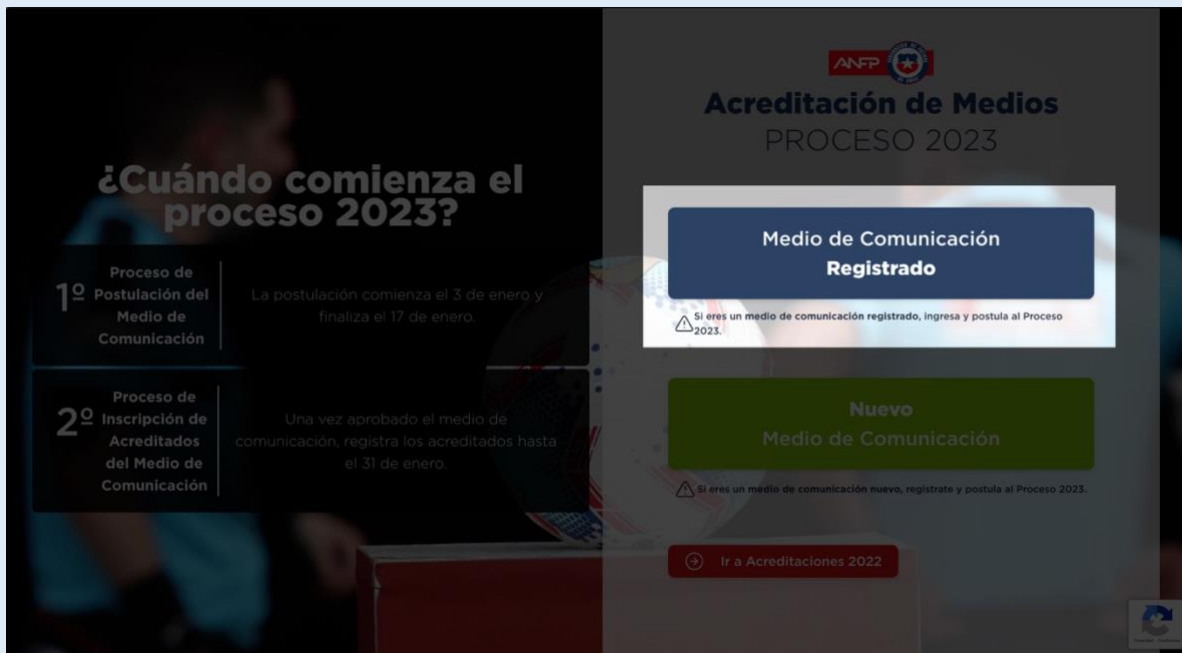 ¿Cuándo comienza el
proceso 2023?
1º
Proceso de
Postulación del
Medio de
Comunicación
La postulación comienza el 3 de enero y
finaliza el 17 de enero.
2º
Proceso de
Inscripción de
Acreditados
del Medio de
Comunicación
Una vez aprobado el medio de
comunicación, registra los acreditados hasta
el 31 de enero.
ANFP
Acreditación de Medios
PROCESO 2023
Medio de Comunicación
Registrado
Si eres un medio de comunicación registrado, ingresa y postula al Proceso
2023.
Nuevo
Medio de Comunicación
Si eres un medio de comunicación nuevo, registrate y postula al Proceso 2023.
Ir a Acreditaciones 2022